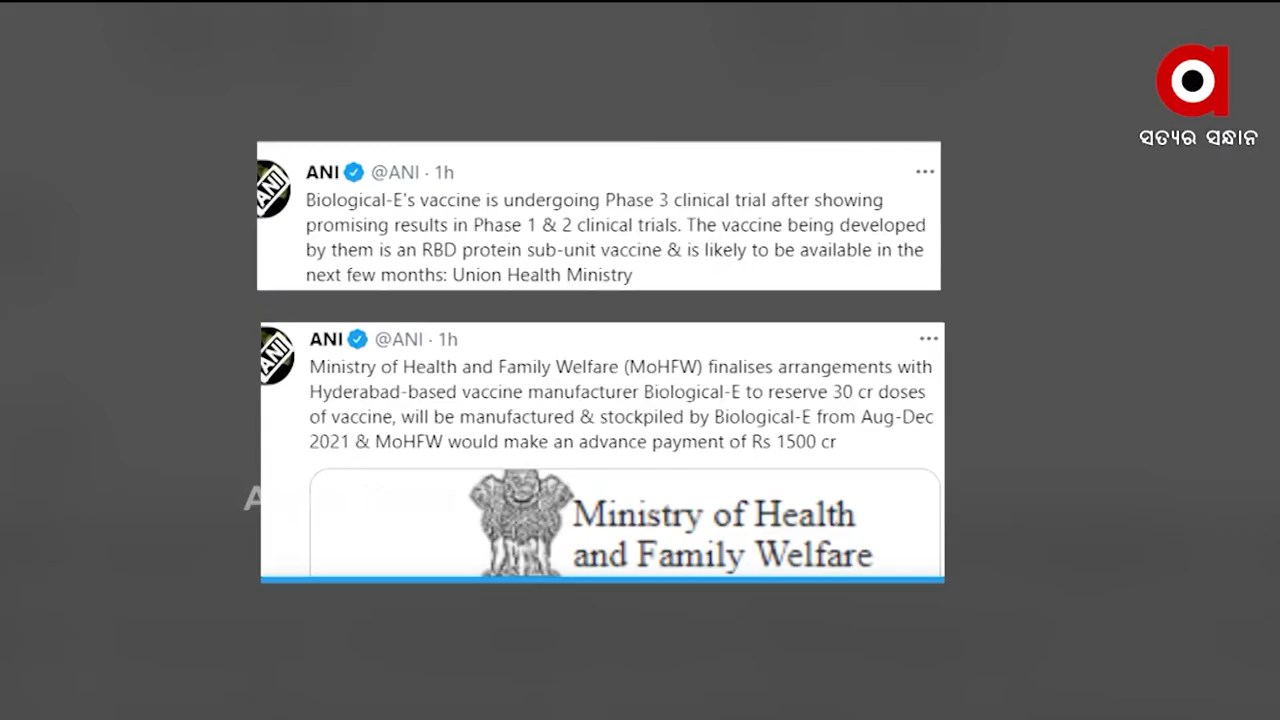 ସତ୍ୟର ସନ୍ଧାନ
ANI @ANI · 1h
Biological-E's vaccine is undergoing Phase 3 clinical trial after showing
promising results in Phase 1 & 2 clinical trials. The vaccine being developed
by them is an RBD protein sub-unit vaccine & is likely to be available in the
next few months: Union Health Ministry
ANI @ANI · 1h
Ministry of Health and Family Welfare (MoHFW) finalises arrangements with
Hyderabad-based vaccine manufacturer Biological-E to reserve 30 cr doses
of vaccine, will be manufactured & stockpiled by Biological-E from Aug-Dec
2021 & MoHFW would make an advance payment of Rs 1500 cr
Ministry of Health
and Family Welfare
ANI
ANI